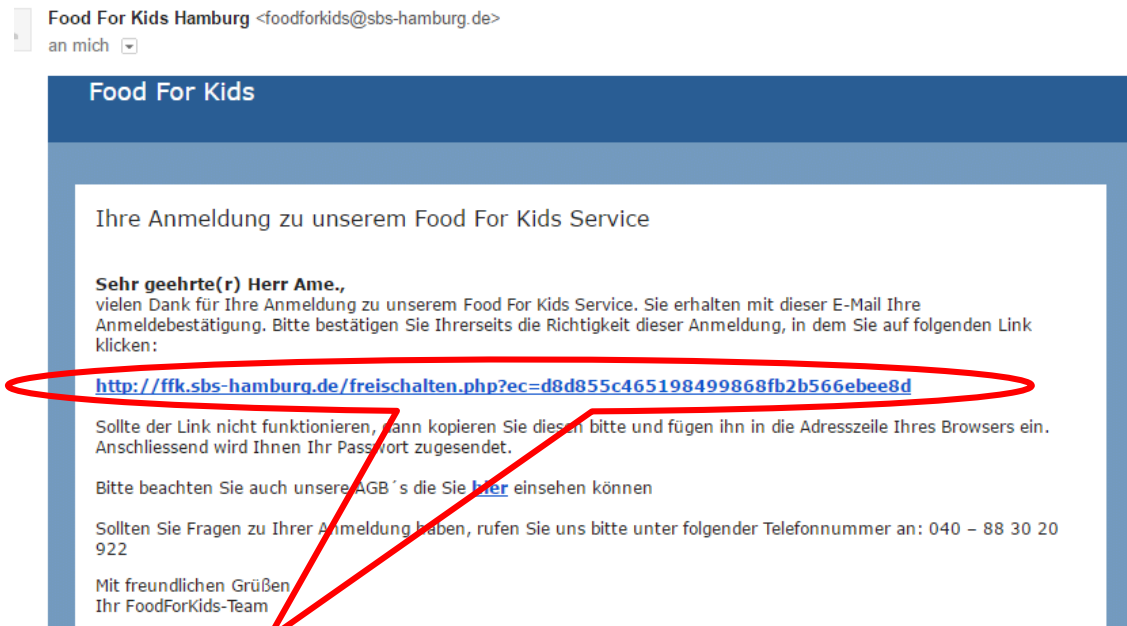 Food For Kids Hamburg <foodforkids@sbs-hamburg.de>
an mich
Food For Kids
Ihre Anmeldung zu unserem Food For Kids Service
Sehr geehrte(r) Herr Ame.,
vielen Dank für Ihre Anmeldung zu unserem Food For Kids Service. Sie erhalten mit dieser E-Mail Ihre
Anmeldebestätigung. Bitte bestätigen Sie Ihrerseits die Richtigkeit dieser Anmeldung, in dem Sie auf folgenden Link
klicken:
http://ffk.sbs-hamburg.de/freischalten.php?ec=d8d855c465198499868fb2b566ebee8d
Sollte der Link nicht funktionieren, dann kopieren Sie diesen bitte und fügen ihn in die Adresszeile Ihres Browsers ein.
Anschliessend wird Ihnen Ihr Passwort zugesendet.
Bitte beachten Sie auch unsere AGB´s die Sie hier einsehen können
Sollten Sie Fragen zu Ihrer Anmeldung haben, rufen Sie uns bitte unter folgender Telefonnummer an: 040 – 88 30 20
922
Mit freundlichen Grüßen
Ihr FoodForKids-Team